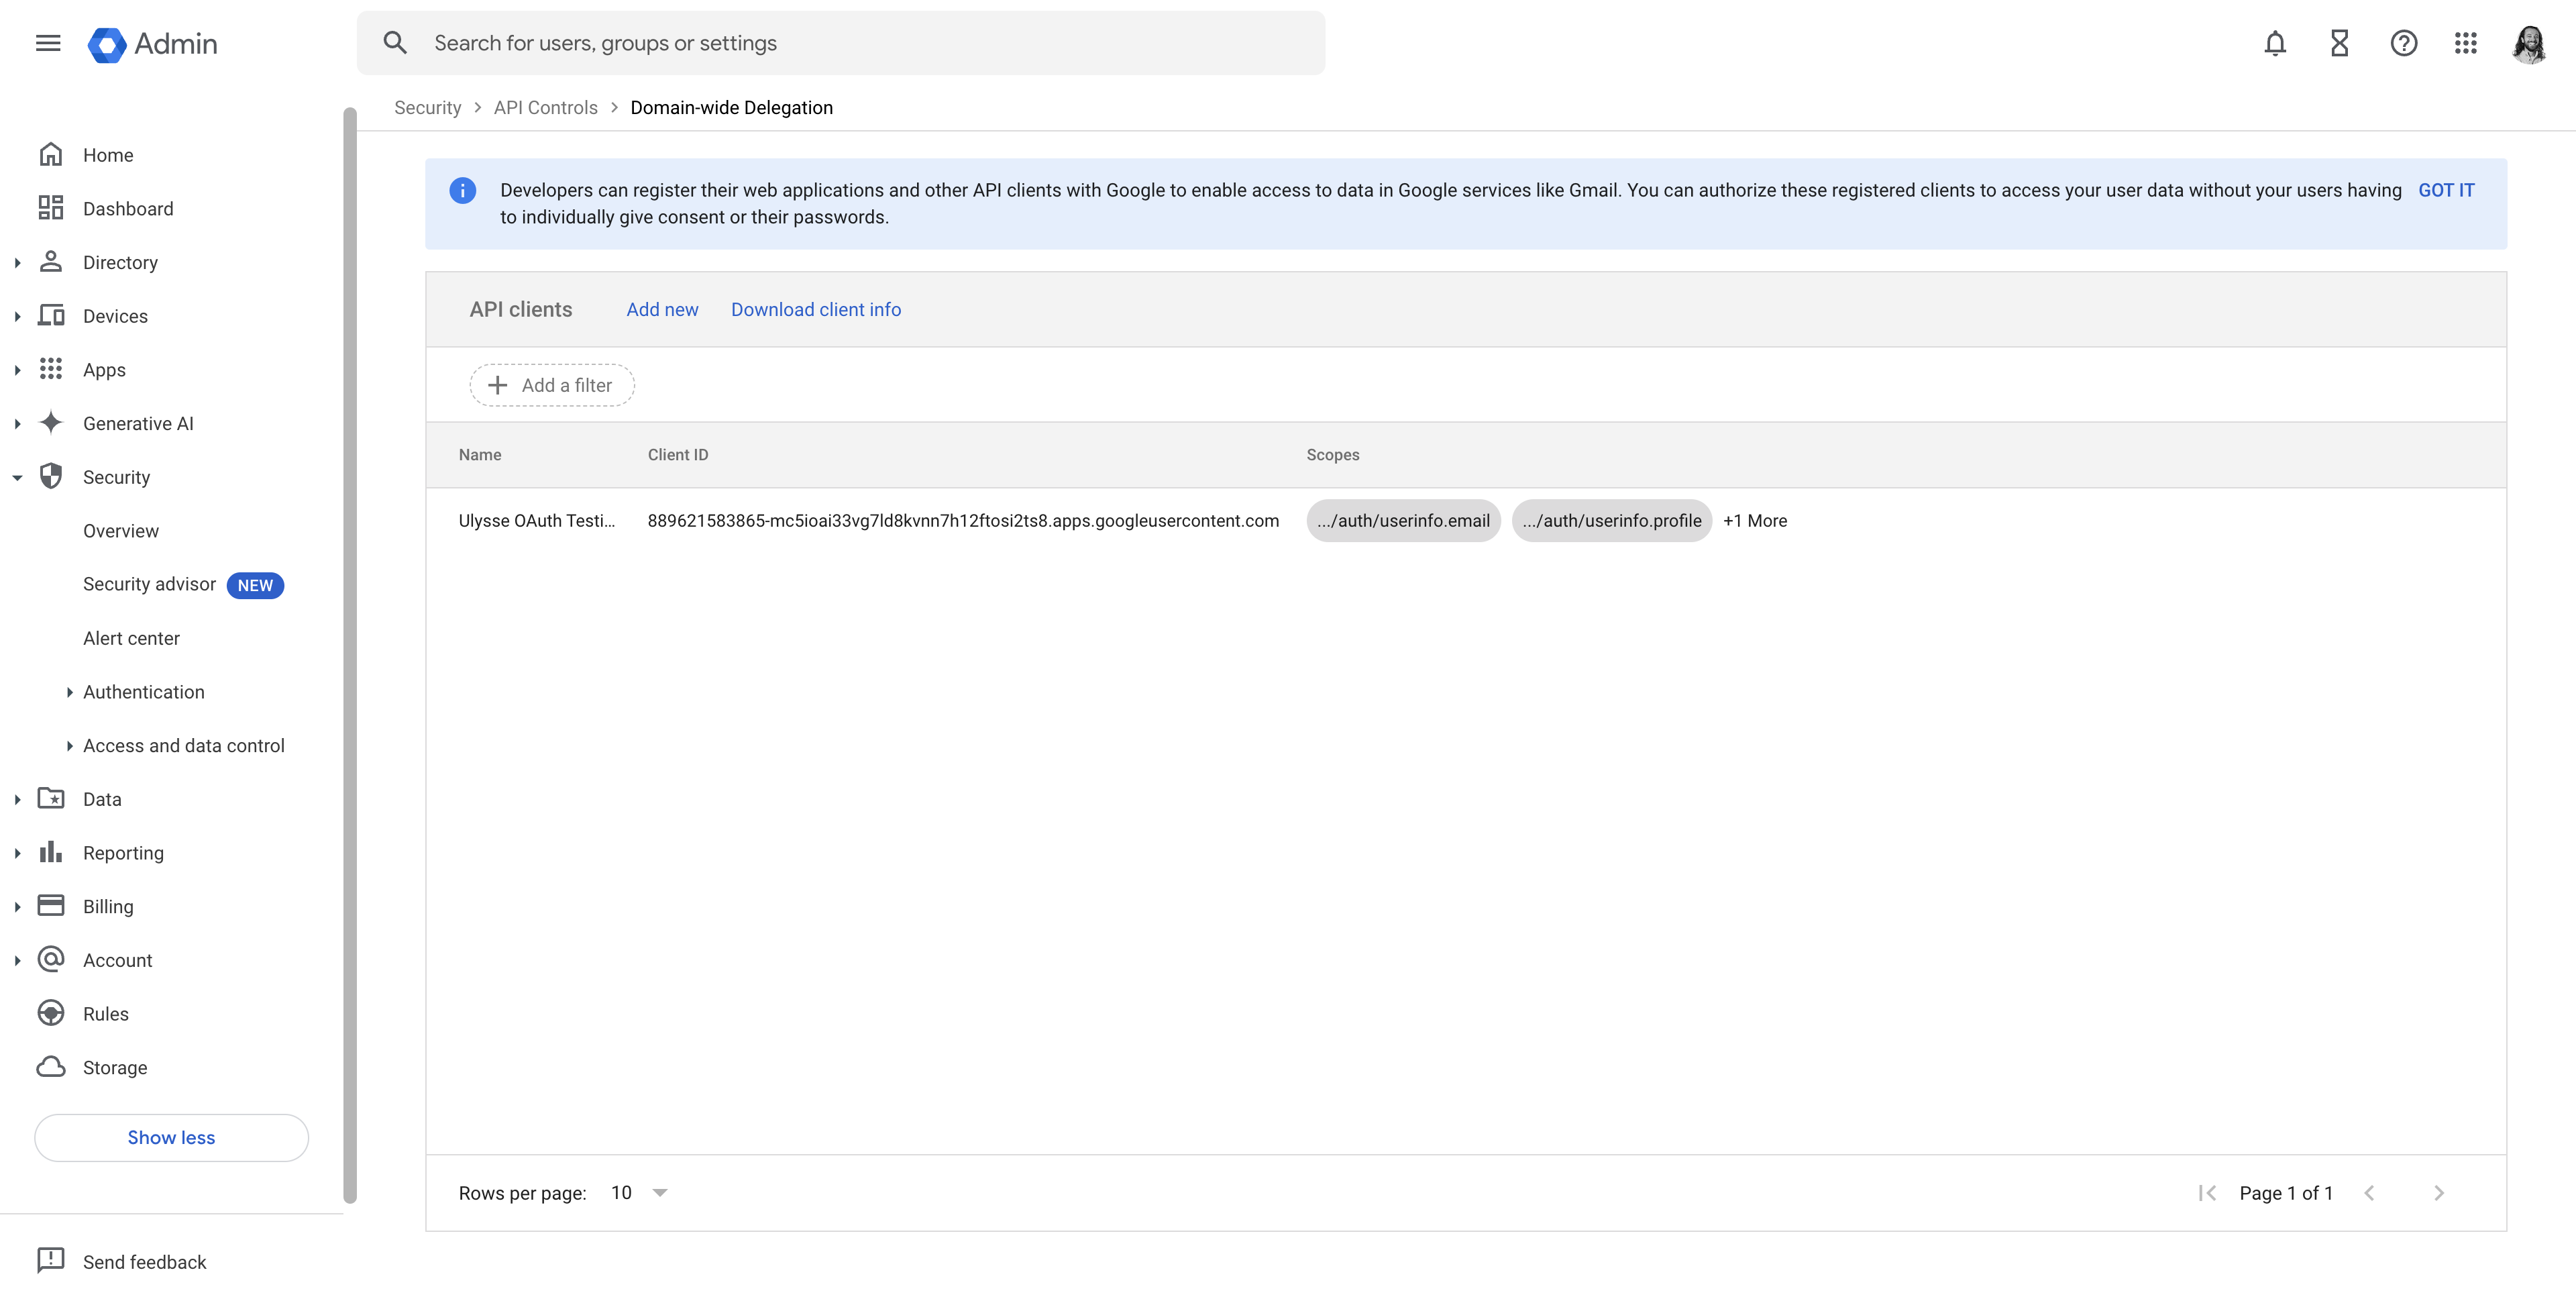 Admin
Search for users, groups or settings
Security > API Controls > Domain-wide Delegation
Home
Dashboard
Directory
Devices
Apps
Generative AI
Security
Overview
Security advisor NEW
Alert center
Authentication
Access and data control
Data
Reporting
Billing
Account
Rules
Storage
Show less
Send feedback
Developers can register their web applications and other API clients with Google to enable access to data in Google services like Gmail. You can authorize these registered clients to access your user data without your users having GOT IT
to individually give consent or their passwords.
API clients Add new Download client info
Add a filter
Name Client ID Scopes
Ulysse OAuth Testi... 889621583865-mc5ioai33vg7ld8kvnn7h12ftosi2ts8.apps.googleusercontent.com .../auth/userinfo.email .../auth/userinfo.profile +1 More
Rows per page: 10 Page 1 of 1